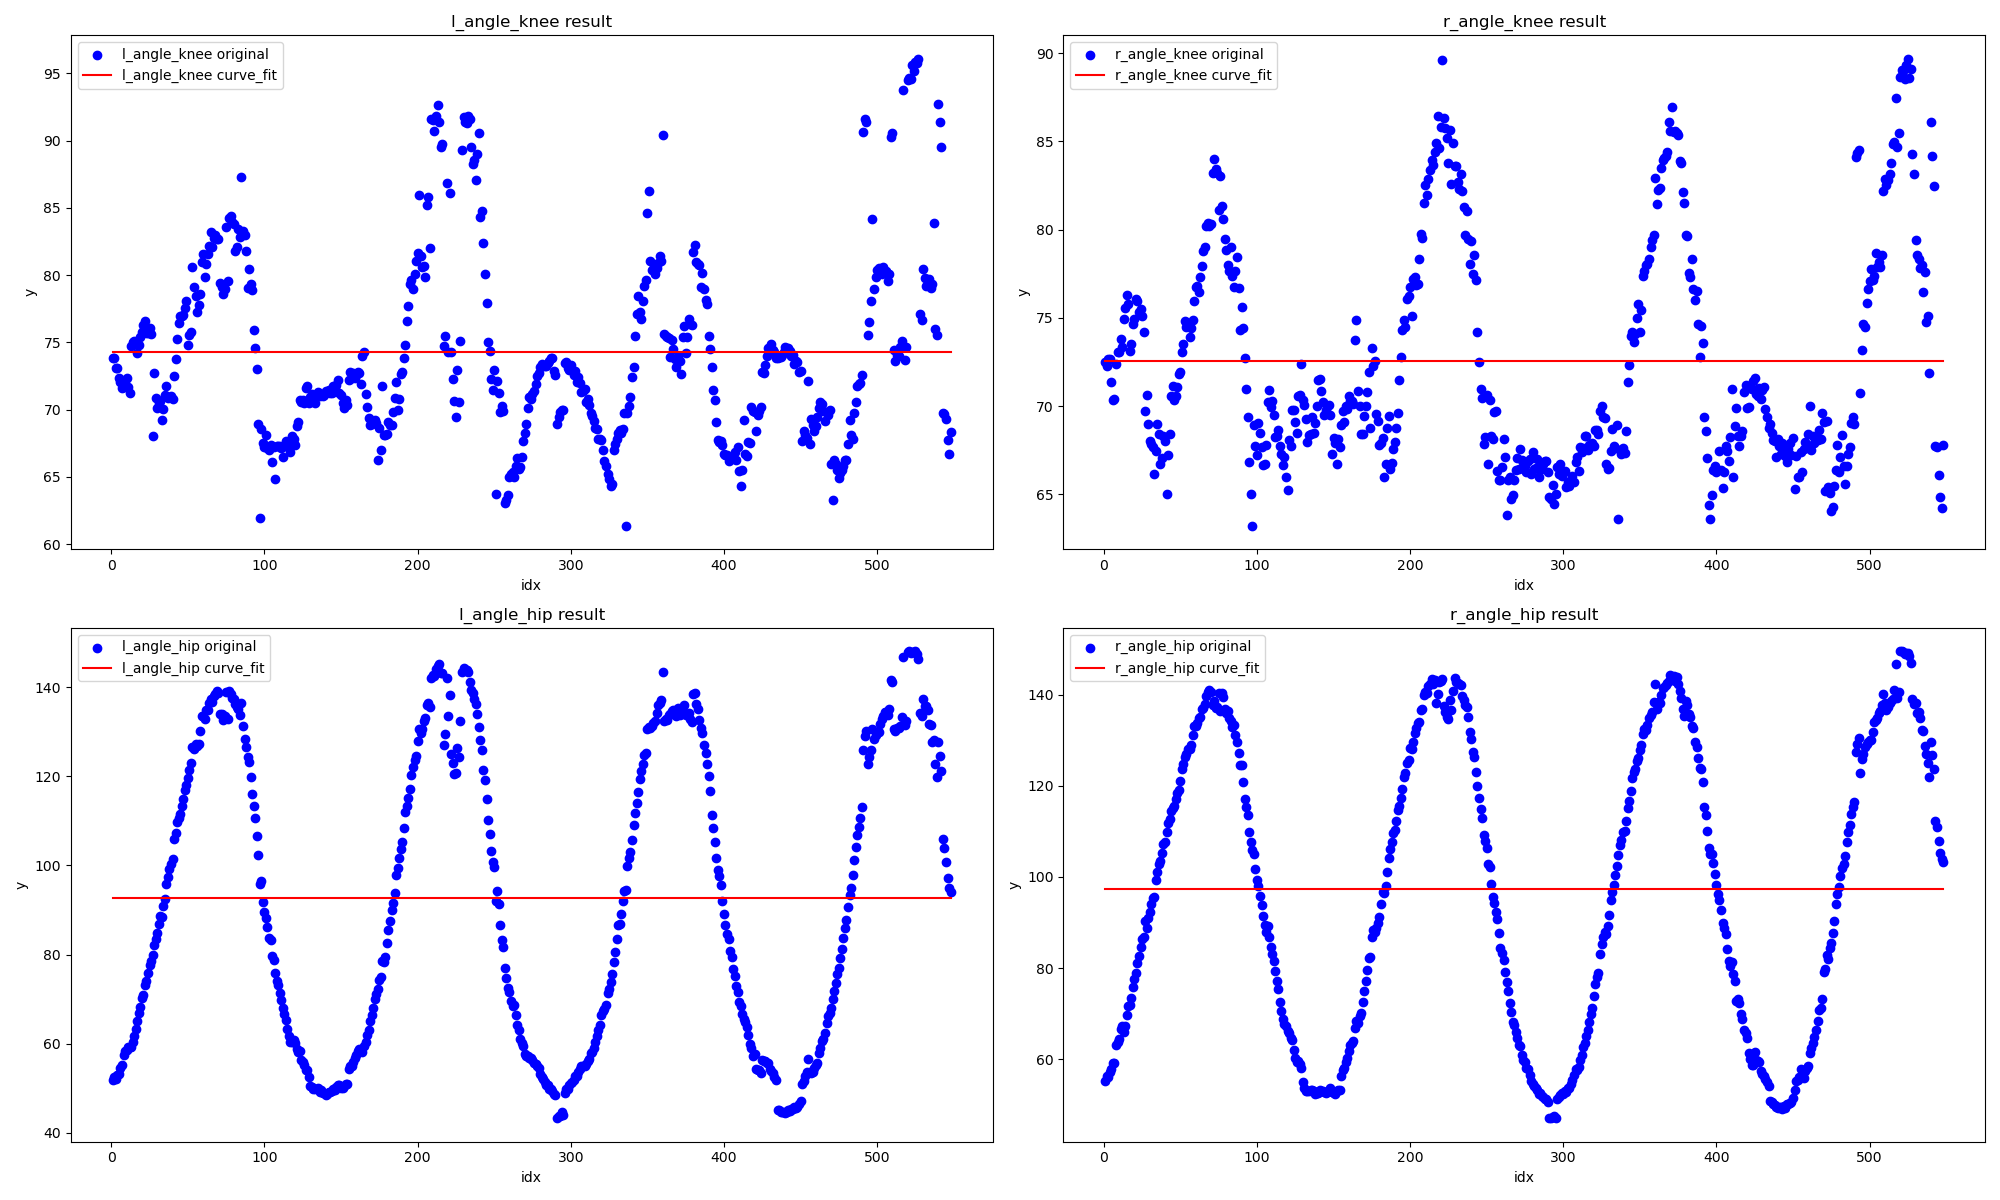 l_angle_knee result
l_angle_knee original
l_angle_knee curve_fit
95
90
85
80
75
70
65
60
y
0 100 200 300 400 500
idx
r_angle_knee result
r_angle_knee original
r_angle_knee curve_fit
90
85
80
75
70
65
y
0 100 200 300 400 500
idx
l_angle_hip result
l_angle_hip original
l_angle_hip curve_fit
140
120
100
80
60
40
y
0 100 200 300 400 500
idx
r_angle_hip result
r_angle_hip original
r_angle_hip curve_fit
140
120
100
80
60
y
0 100 200 300 400 500
idx